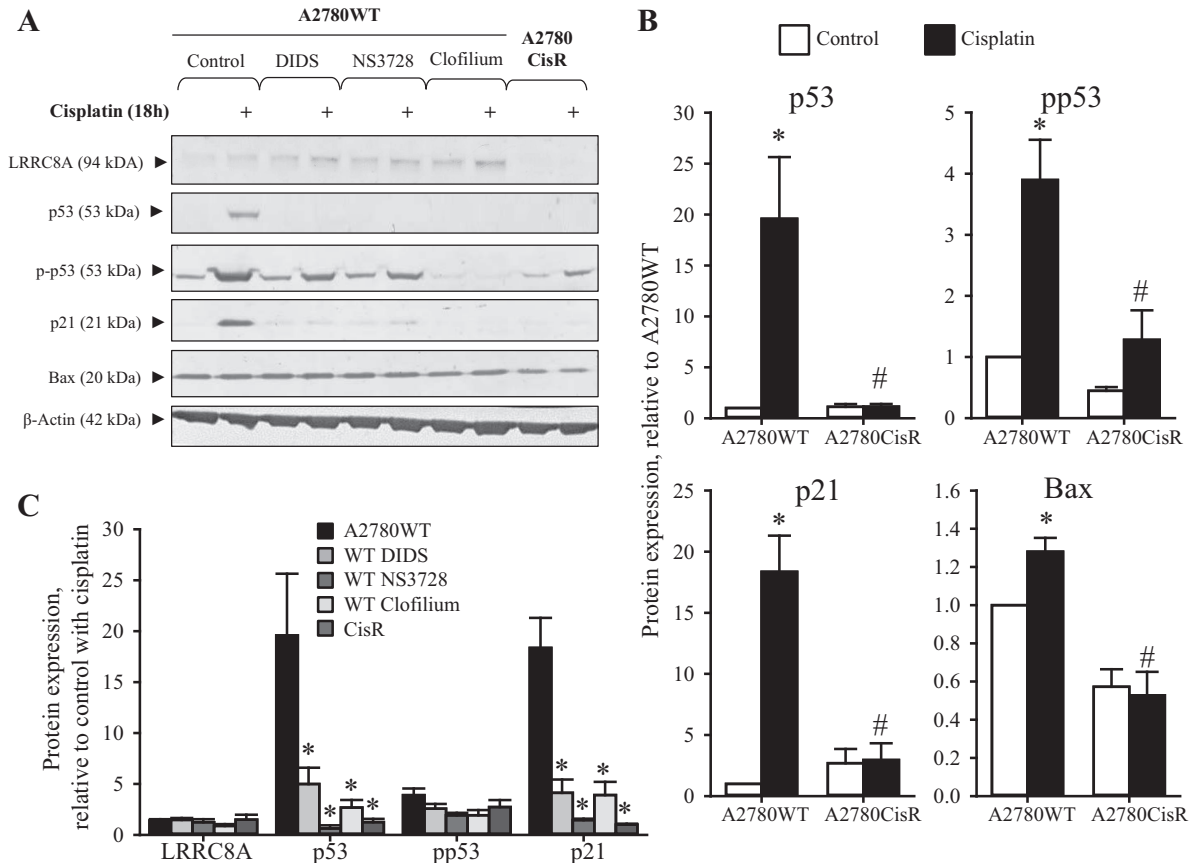 A
A2780WT
A2780
CisR
Control
DIDS
NS3728
Clofilium
Cisplatin (18h)
+ + + + +
LRRC8A (94 kDA)
p53 (53 kDa)
p-p53 (53 kDa)
p21 (21 kDa)
Bax (20 kDa)
β-Actin (42 kDa)
B
Control
Cisplatin
Protein expression, relative to A2780WT
p53
30
25
20
15
10
5
0
*
#
A2780WT
A2780CisR
pp53
5
4
3
2
1
0
*
#
A2780WT
A2780CisR
p21
25
20
15
10
5
0
*
#
A2780WT
A2780CisR
Bax
1.6
1.4
1.2
1.0
0.8
0.6
0.4
0.2
0
*
#
A2780WT
A2780CisR
C
Protein expression,
relative to control with cisplatin
30
25
20
15
10
5
0
A2780WT
WT DIDS
WT NS3728
WT Clofilium
CisR
* * * *
* * * *
LRRC8A
p53
pp53
p21